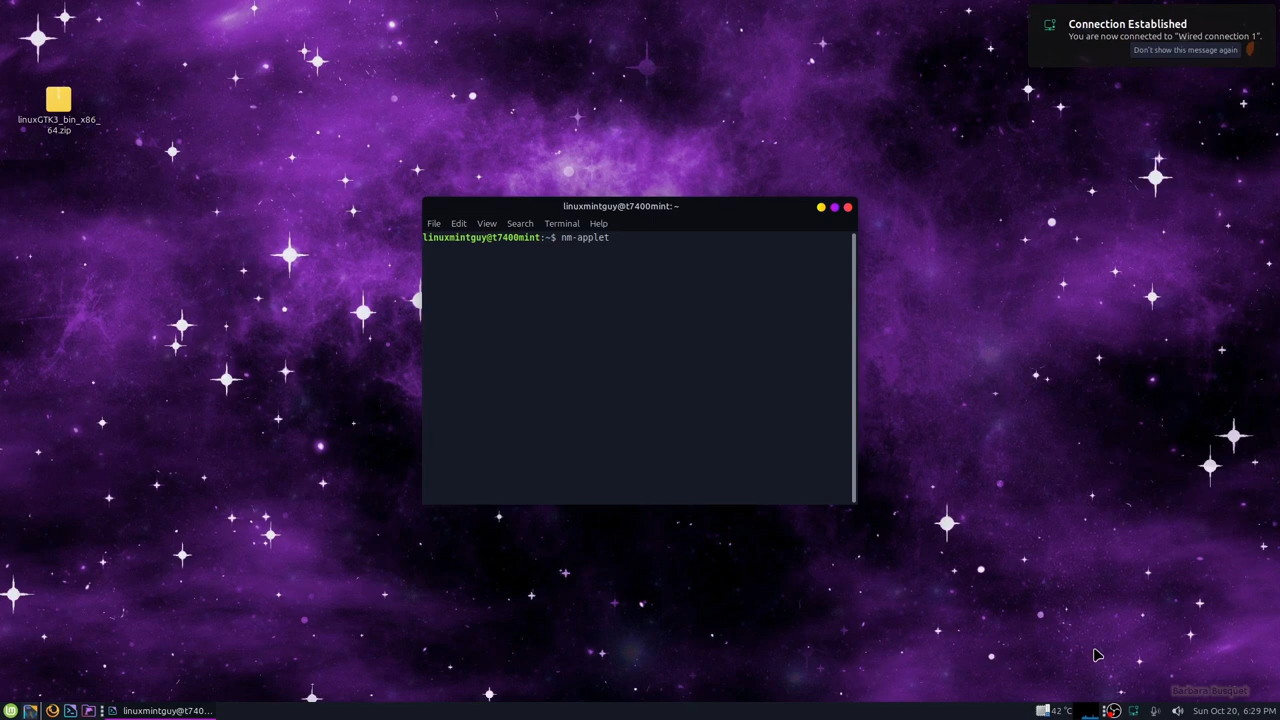 Connection Established
You are now connected to "Wired connection 1".
Don't show this message again
linuxGTK3_bin_x86_
64.zip
linuxmintguy@t7400mint: ~
File Edit View Search Terminal Help
linuxmintguy@t7400mint:~$ nm-applet
Barbara Busquet
linuxmintguy@t740...
42 °C
Sun Oct 20, 6:29 PM